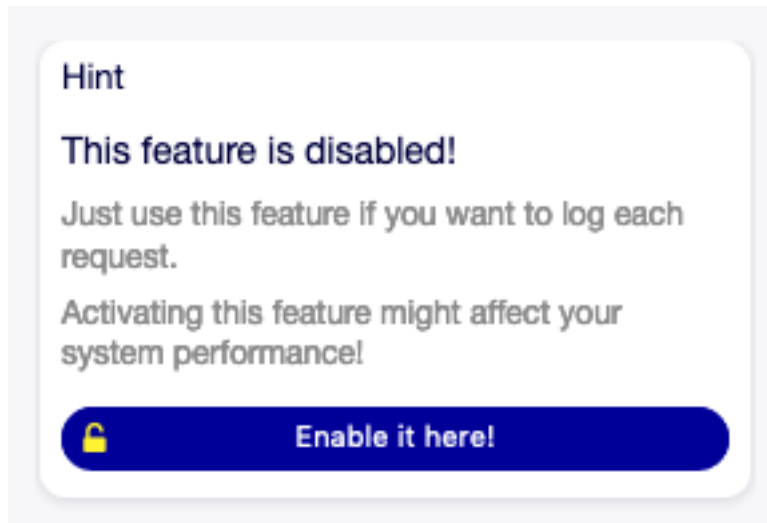 Hint
This feature is disabled!
Just use this feature if you want to log each
request.
Activating this feature might affect your
system performance!
Enable it here!